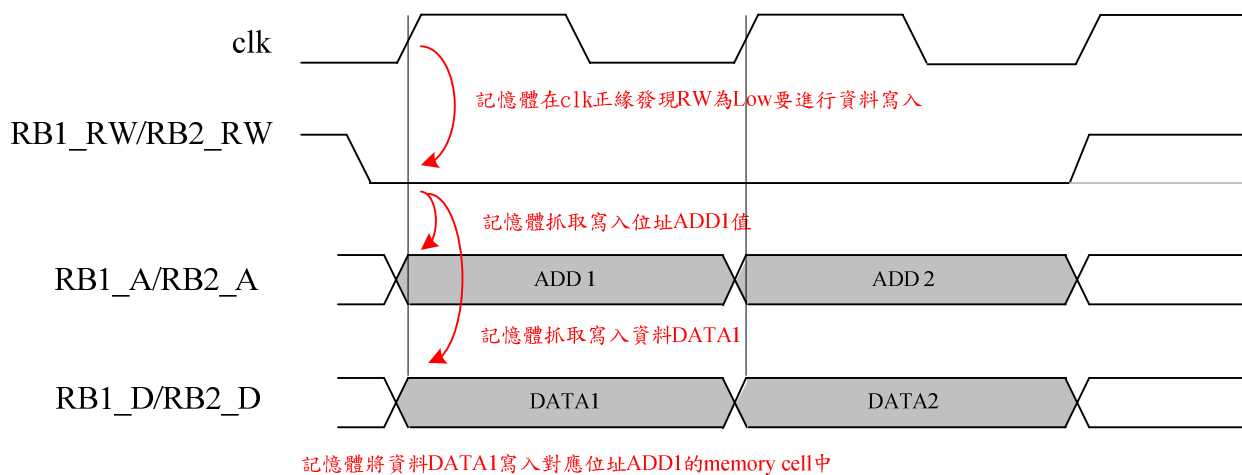 clk
記憶體在clk正緣發現RW為Low要進行資料寫入
RB1_RW/RB2_RW
記憶體抓取寫入位址ADD1值
RB1_A/RB2_A
ADD 1
ADD 2
記憶體抓取寫入資料DATA1
RB1_D/RB2_D
DATA1
DATA2
記憶體將資料DATA1寫入對應位址ADD1的memory cell中